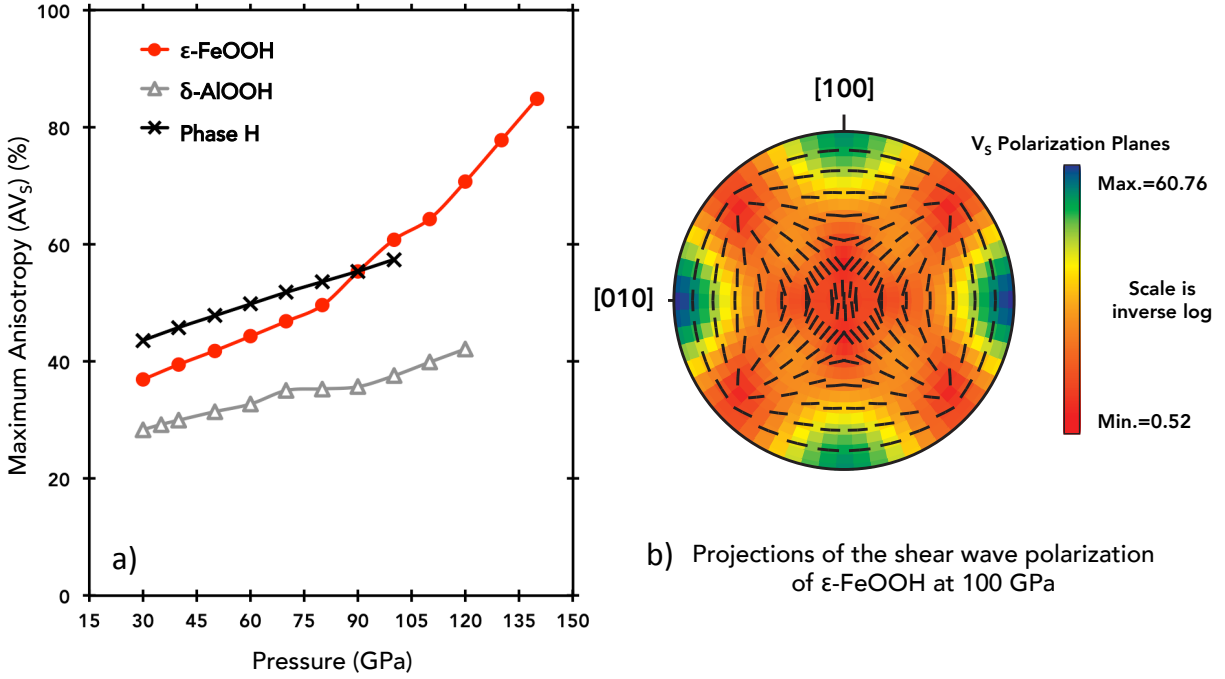 100
80
60
40
20
0
Maximum Anisotropy (AVS) (%)
ε-FeOOH
δ-AlOOH
Phase H
a)
15 30 45 60 75 90 105 120 135 150
Pressure (GPa)
[100]
[010]
VS Polarization Planes
Max.=60.76
Scale is
inverse log
Min.=0.52
b) Projections of the shear wave polarization
of ε-FeOOH at 100 GPa